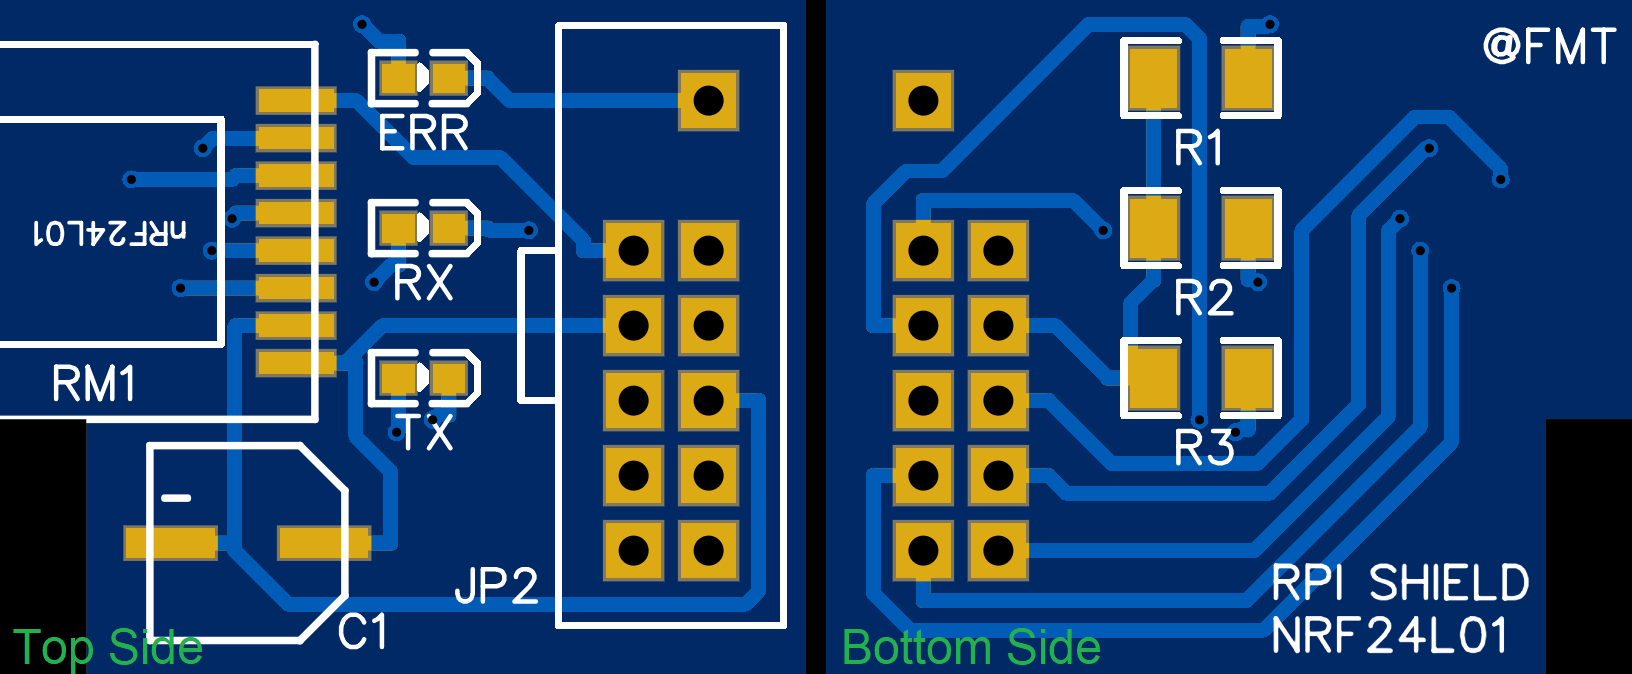 ERR
nRF24L01
RX
RM1
TX
JP2
C1
Top Side
@FMT
R1
R2
R3
RPI SHIELD
NRF24L01
Bottom Side